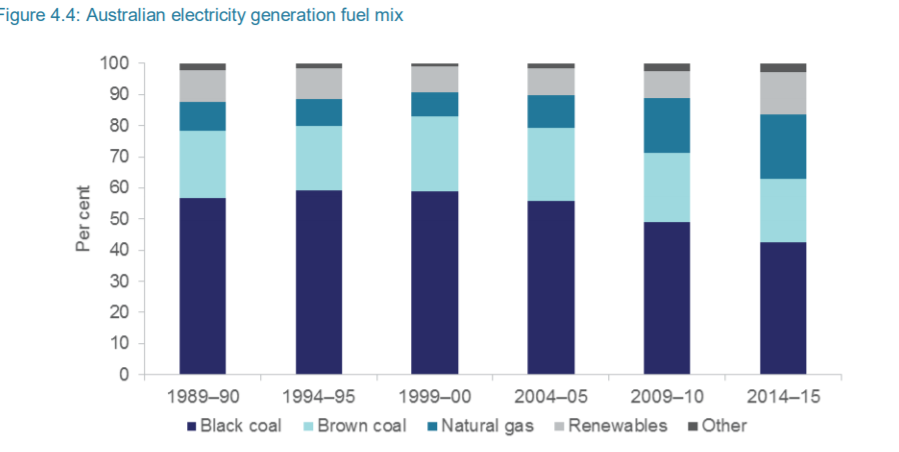 Figure 4.4: Australian electricity generation fuel mix
100
90
80
70
60
50
40
30
20
10
0
Per cent
1989–90 1994–95 1999–00 2004–05 2009–10 2014–15
Black coal Brown coal Natural gas Renewables Other